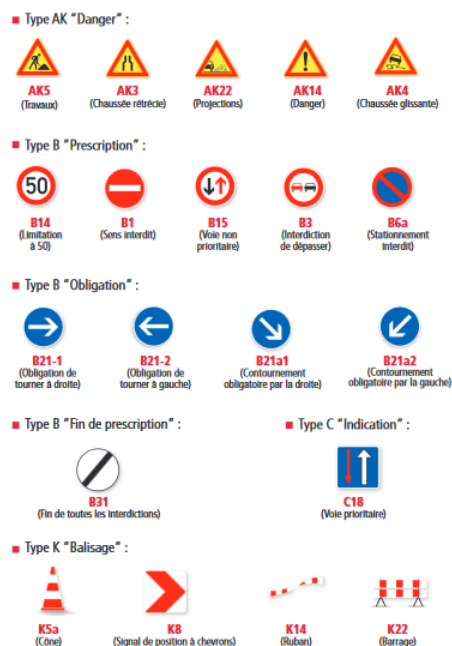 Type AK "Danger" :
AK5 AK3 AK22 AK14 AK4
(Travaux) (Chaussée rétrécie) (Projections) (Danger) (Chaussée glissante)
Type B "Prescription" :
50
B14 B1 B15 B3 B6a
(Limitation (Sens interdit) (Voie non (Interdiction (Stationnement
à 50) prioritaire) de dépasser) interdit)
Type B "Obligation" :
B21-1 B21-2 B21a1 B21a2
(Obligation de (Obligation de (Contournement (Contournement
tourner à droite) tourner à gauche) obligatoire par la droite) obligatoire par la gauche)
Type B "Fin de prescription" : Type C "Indication" :
B31 C18
(Fin de toutes les interdictions) (Voie prioritaire)
Type K "Balisage" :
K5a K8 K14 K22
(Cône) (Signal de position à chevrons) (Ruban) (Barrage)